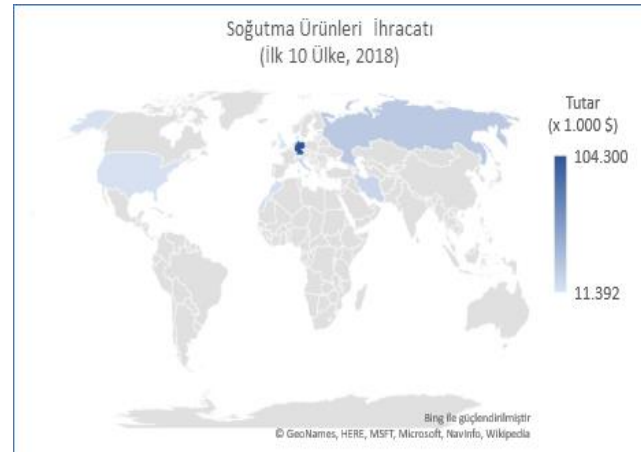 Soğutma Ürünleri İhracatı
(İlk 10 Ülke, 2018)
Tutar
(x 1.000 $)
104.300
11.392
Bing ile güçlendirilmiştir
© GeoNames, HERE, MSFT, Microsoft, NavInfo, Wikipedia